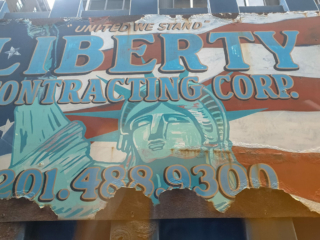 UNITED WE STAND
LIBERTY
CONTRACTING CORP.
201.488.9300